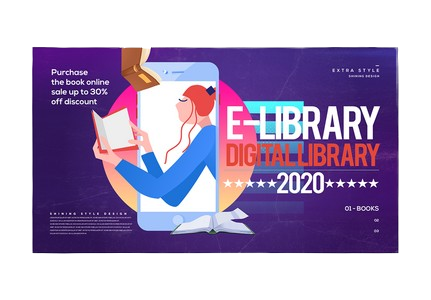 Purchase
the book online
sale up to 30%
off discount
EXTRA STYLE
SHINING DESIGN
E-LIBRARY
DIGITAL LIBRARY
★★★★★2020★★★★★
01 - BOOKS
SHINING STYLE DESIGN